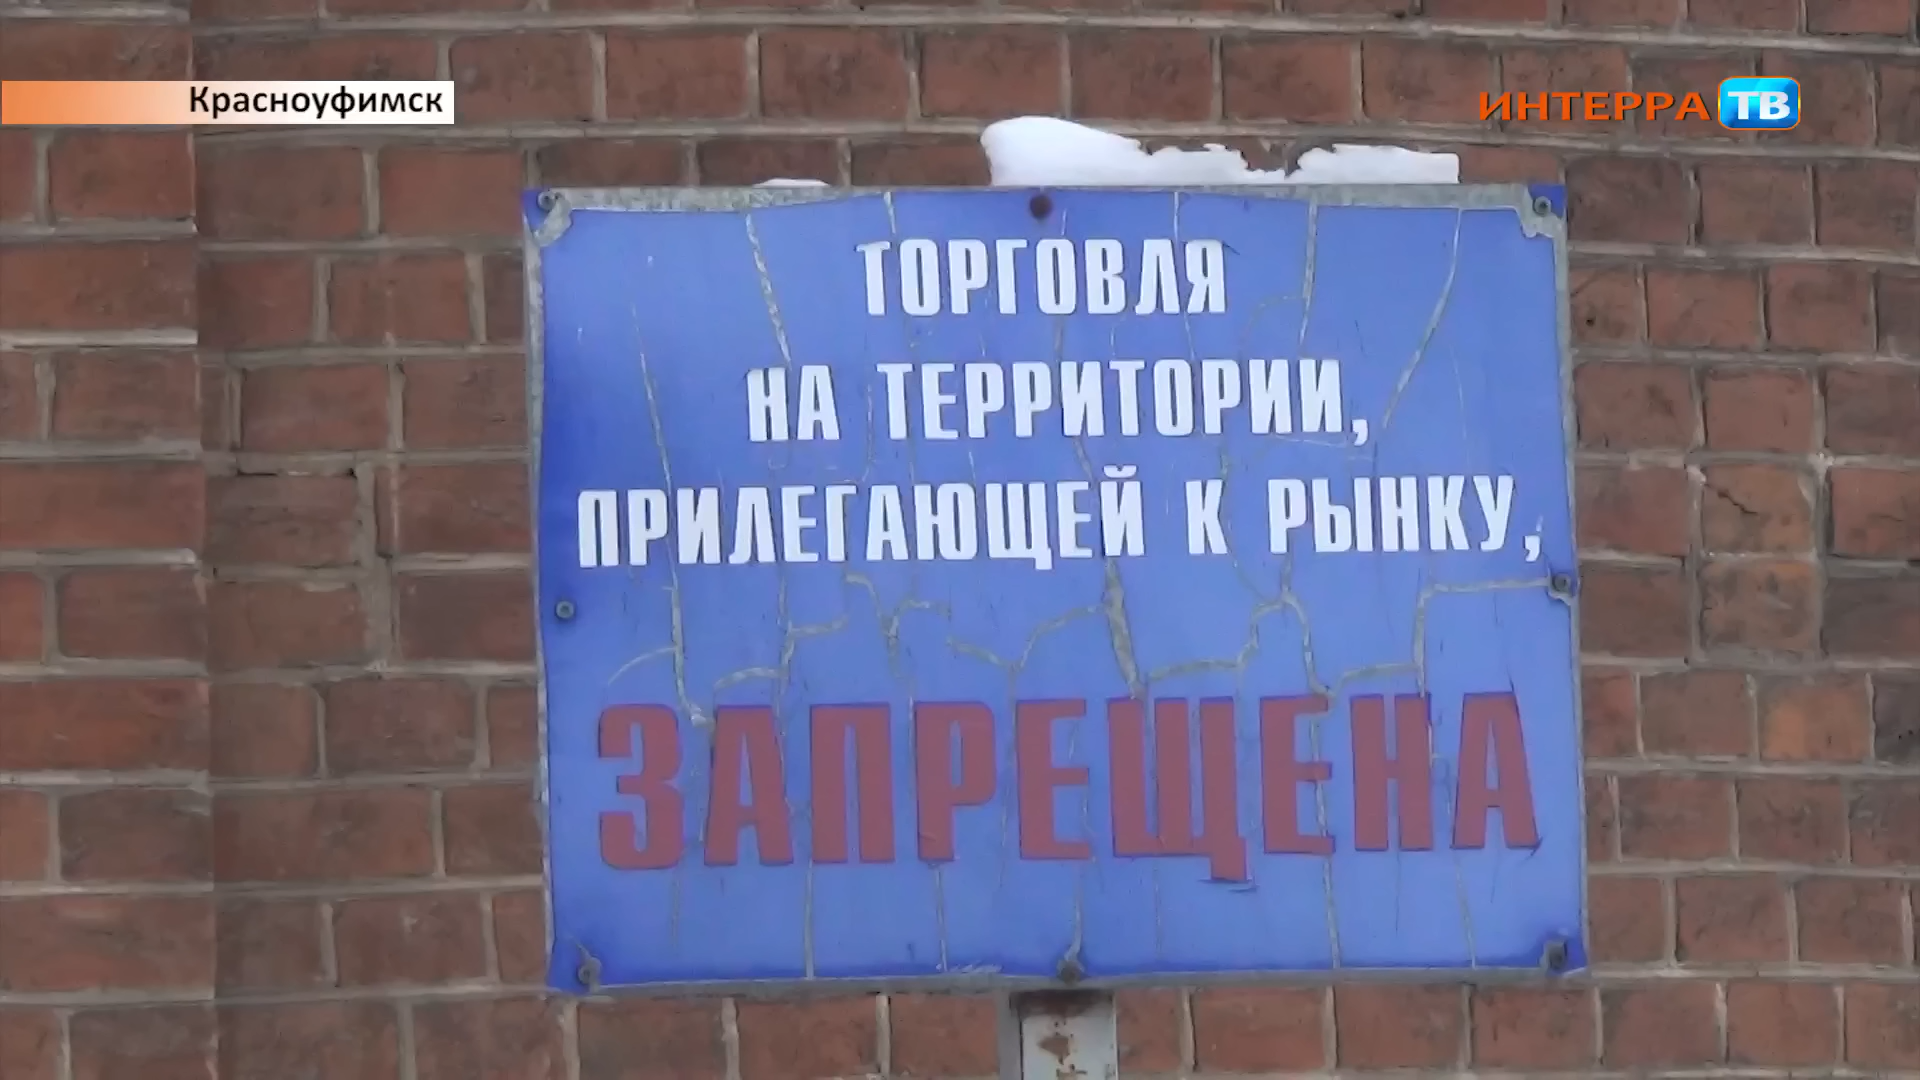 Красноуфимск
ИНТЕРРА ТВ
ТОРГОВЛЯ
НА ТЕРРИТОРИИ,
ПРИЛЕГАЮЩЕЙ К РЫНКУ,
ЗАПРЕЩЕНА